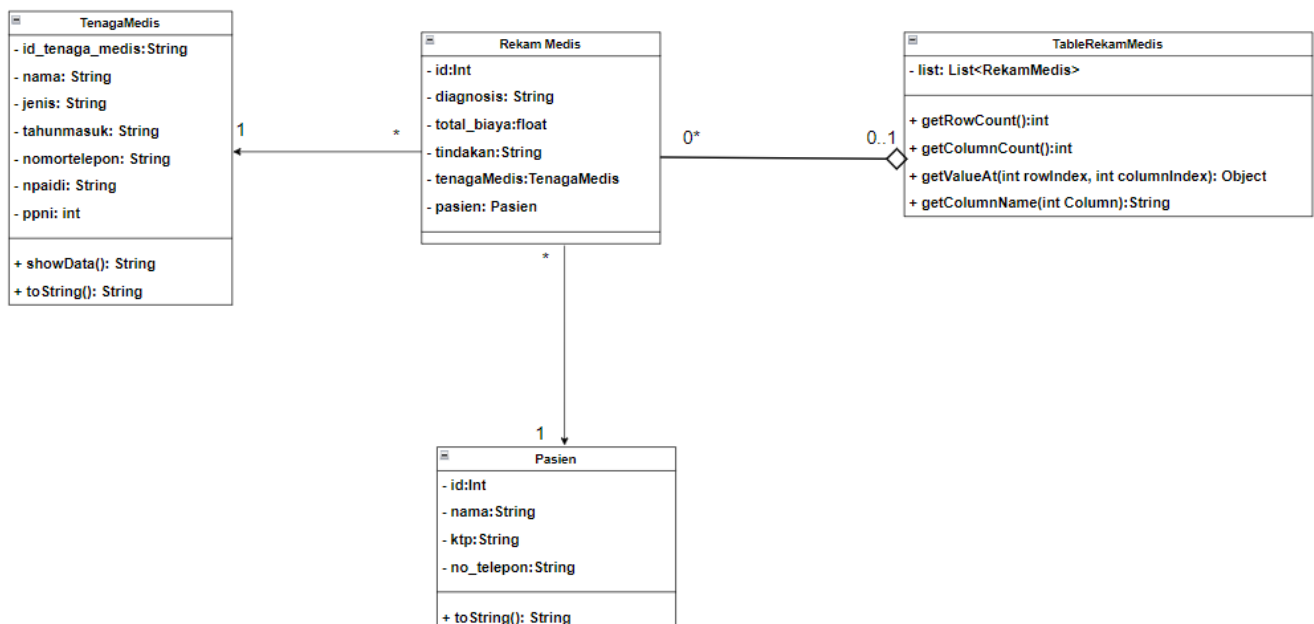 TenagaMedis
- id_tenaga_medis:String
- nama: String
- jenis: String
- tahunmasuk: String
- nomortelepon: String
- npaidi: String
- ppni: int
+ showData(): String
+ toString(): String
1
*
Rekam Medis
- id:Int
- diagnosis: String
- total_biaya:float
- tindakan:String
- tenagaMedis:TenagaMedis
- pasien: Pasien
0*
0..1
TableRekamMedis
- list: List<RekamMedis>
+ getRowCount():int
+ getColumnCount():int
+ getValueAt(int rowIndex, int columnIndex): Object
+ getColumnName(int Column):String
*
1
Pasien
- id:Int
- nama:String
- ktp:String
- no_telepon:String
+ toString(): String